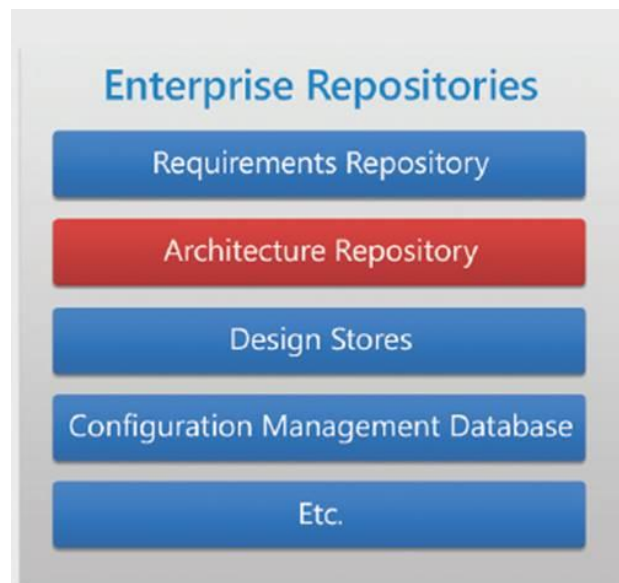 Enterprise Repositories
Requirements Repository
Architecture Repository
Design Stores
Configuration Management Database
Etc.